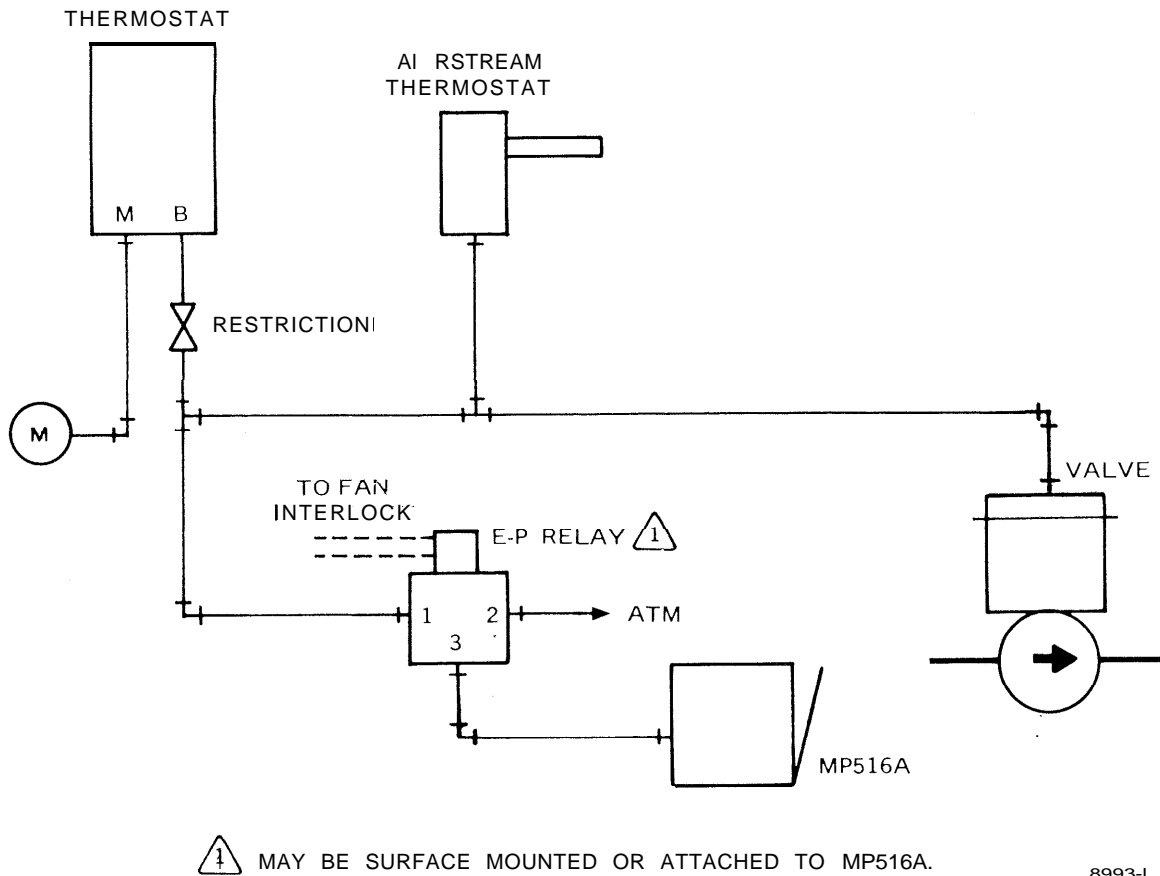 THERMOSTAT
AI RSTREAM
THERMOSTAT
M B
RESTRICTION
M
VALVE
TO FAN
INTERLOCK
E-P RELAY 1
1 2
3
ATM
MP516A
1 MAY BE SURFACE MOUNTED OR ATTACHED TO MP516A.